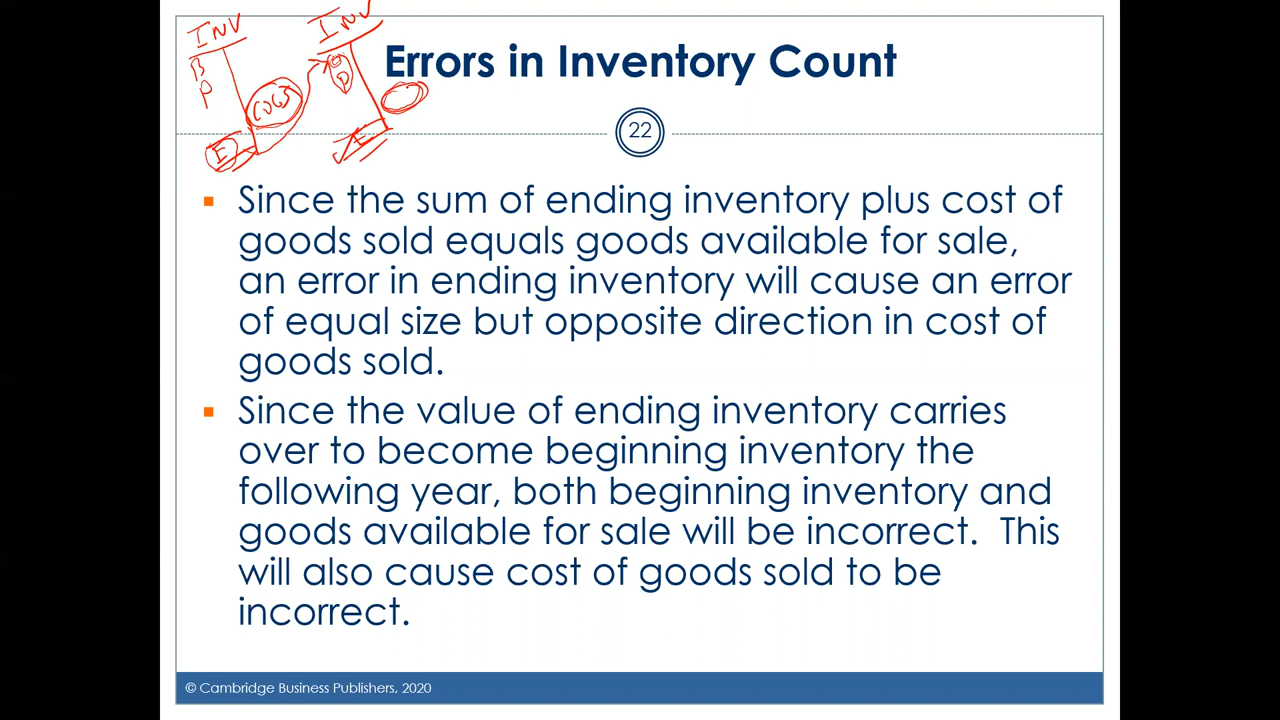 INV
INV
B
P
COGS
E
E
Errors in Inventory Count
22
Since the sum of ending inventory plus cost of
goods sold equals goods available for sale,
an error in ending inventory will cause an error
of equal size but opposite direction in cost of
goods sold.
Since the value of ending inventory carries
over to become beginning inventory the
following year, both beginning inventory and
goods available for sale will be incorrect.  This
will also cause cost of goods sold to be
incorrect.
© Cambridge Business Publishers, 2020